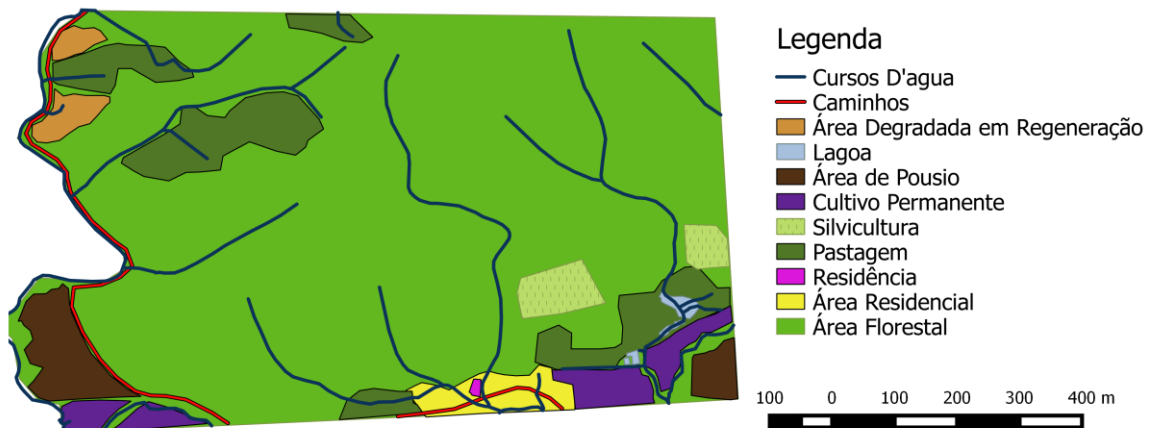 Legenda
Cursos D'agua
Caminhos
Área Degradada em Regeneração
Lagoa
Área de Pousio
Cultivo Permanente
Silvicultura
Pastagem
Residência
Área Residencial
Área Florestal
100 0 100 200 300 400 m